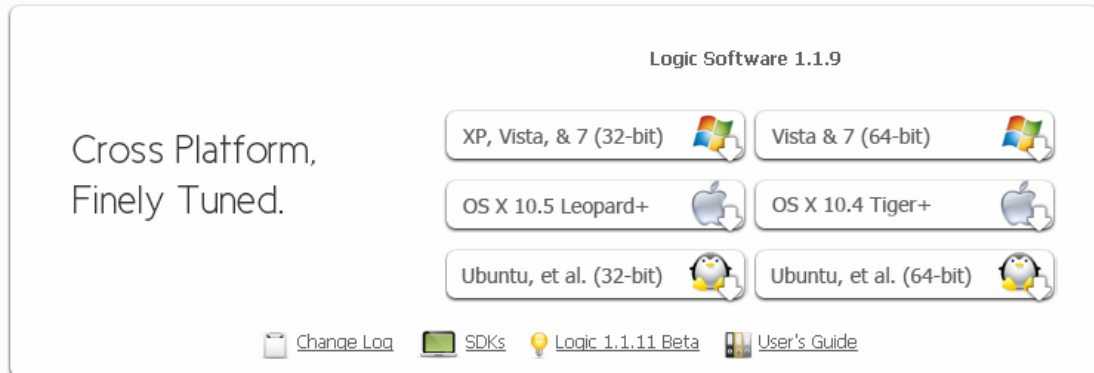 Logic Software 1.1.9
Cross Platform,
Finely Tuned.
XP, Vista, & 7 (32-bit)
Vista & 7 (64-bit)
OS X 10.5 Leopard+
OS X 10.4 Tiger+
Ubuntu, et al. (32-bit)
Ubuntu, et al. (64-bit)
Change Log
SDKs
Logic 1.1.11 Beta
User's Guide